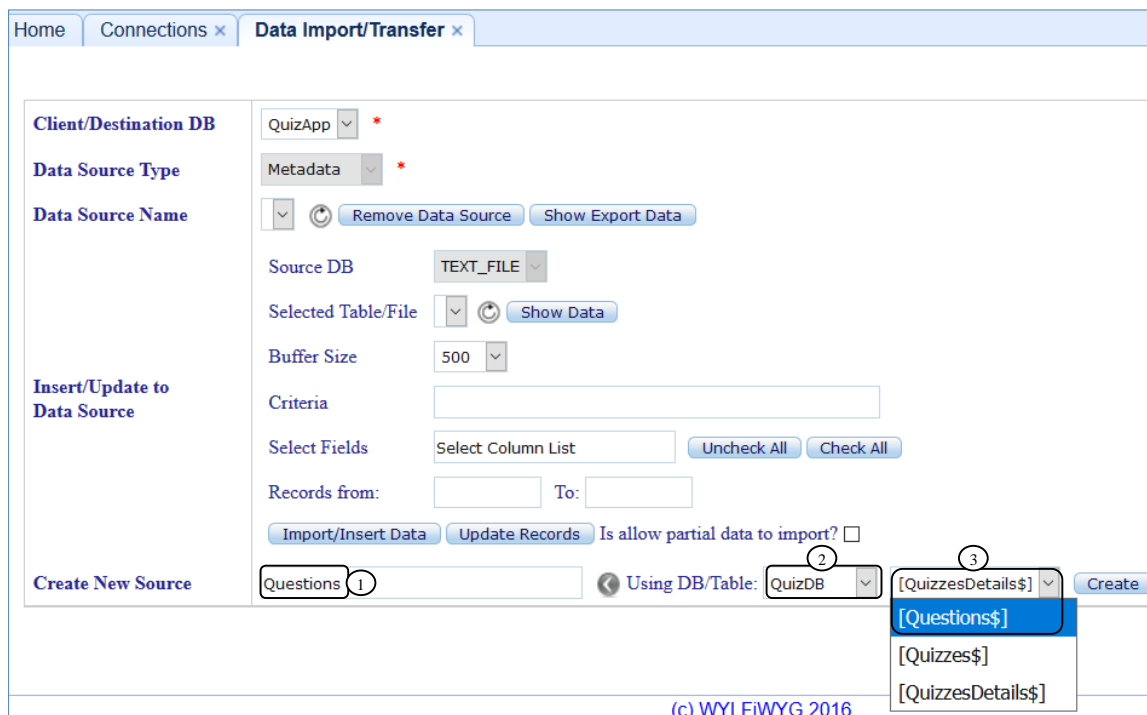 Home Connections × Data Import/Transfer ×
Client/Destination DB QuizApp *
Data Source Type Metadata *
Data Source Name Remove Data Source Show Export Data
Source DB TEXT_FILE
Selected Table/File Show Data
Buffer Size 500
Insert/Update to
Data Source
Criteria
Select Fields Select Column List Uncheck All Check All
Records from: To:
Import/Insert Data Update Records Is allow partial data to import?
Create New Source Questions 1 Using DB/Table: 2 QuizDB 3 [QuizzesDetails$] Create
[Questions$]
[Quizzes$]
[QuizzesDetails$]
(c) WYLFiWYG 2016